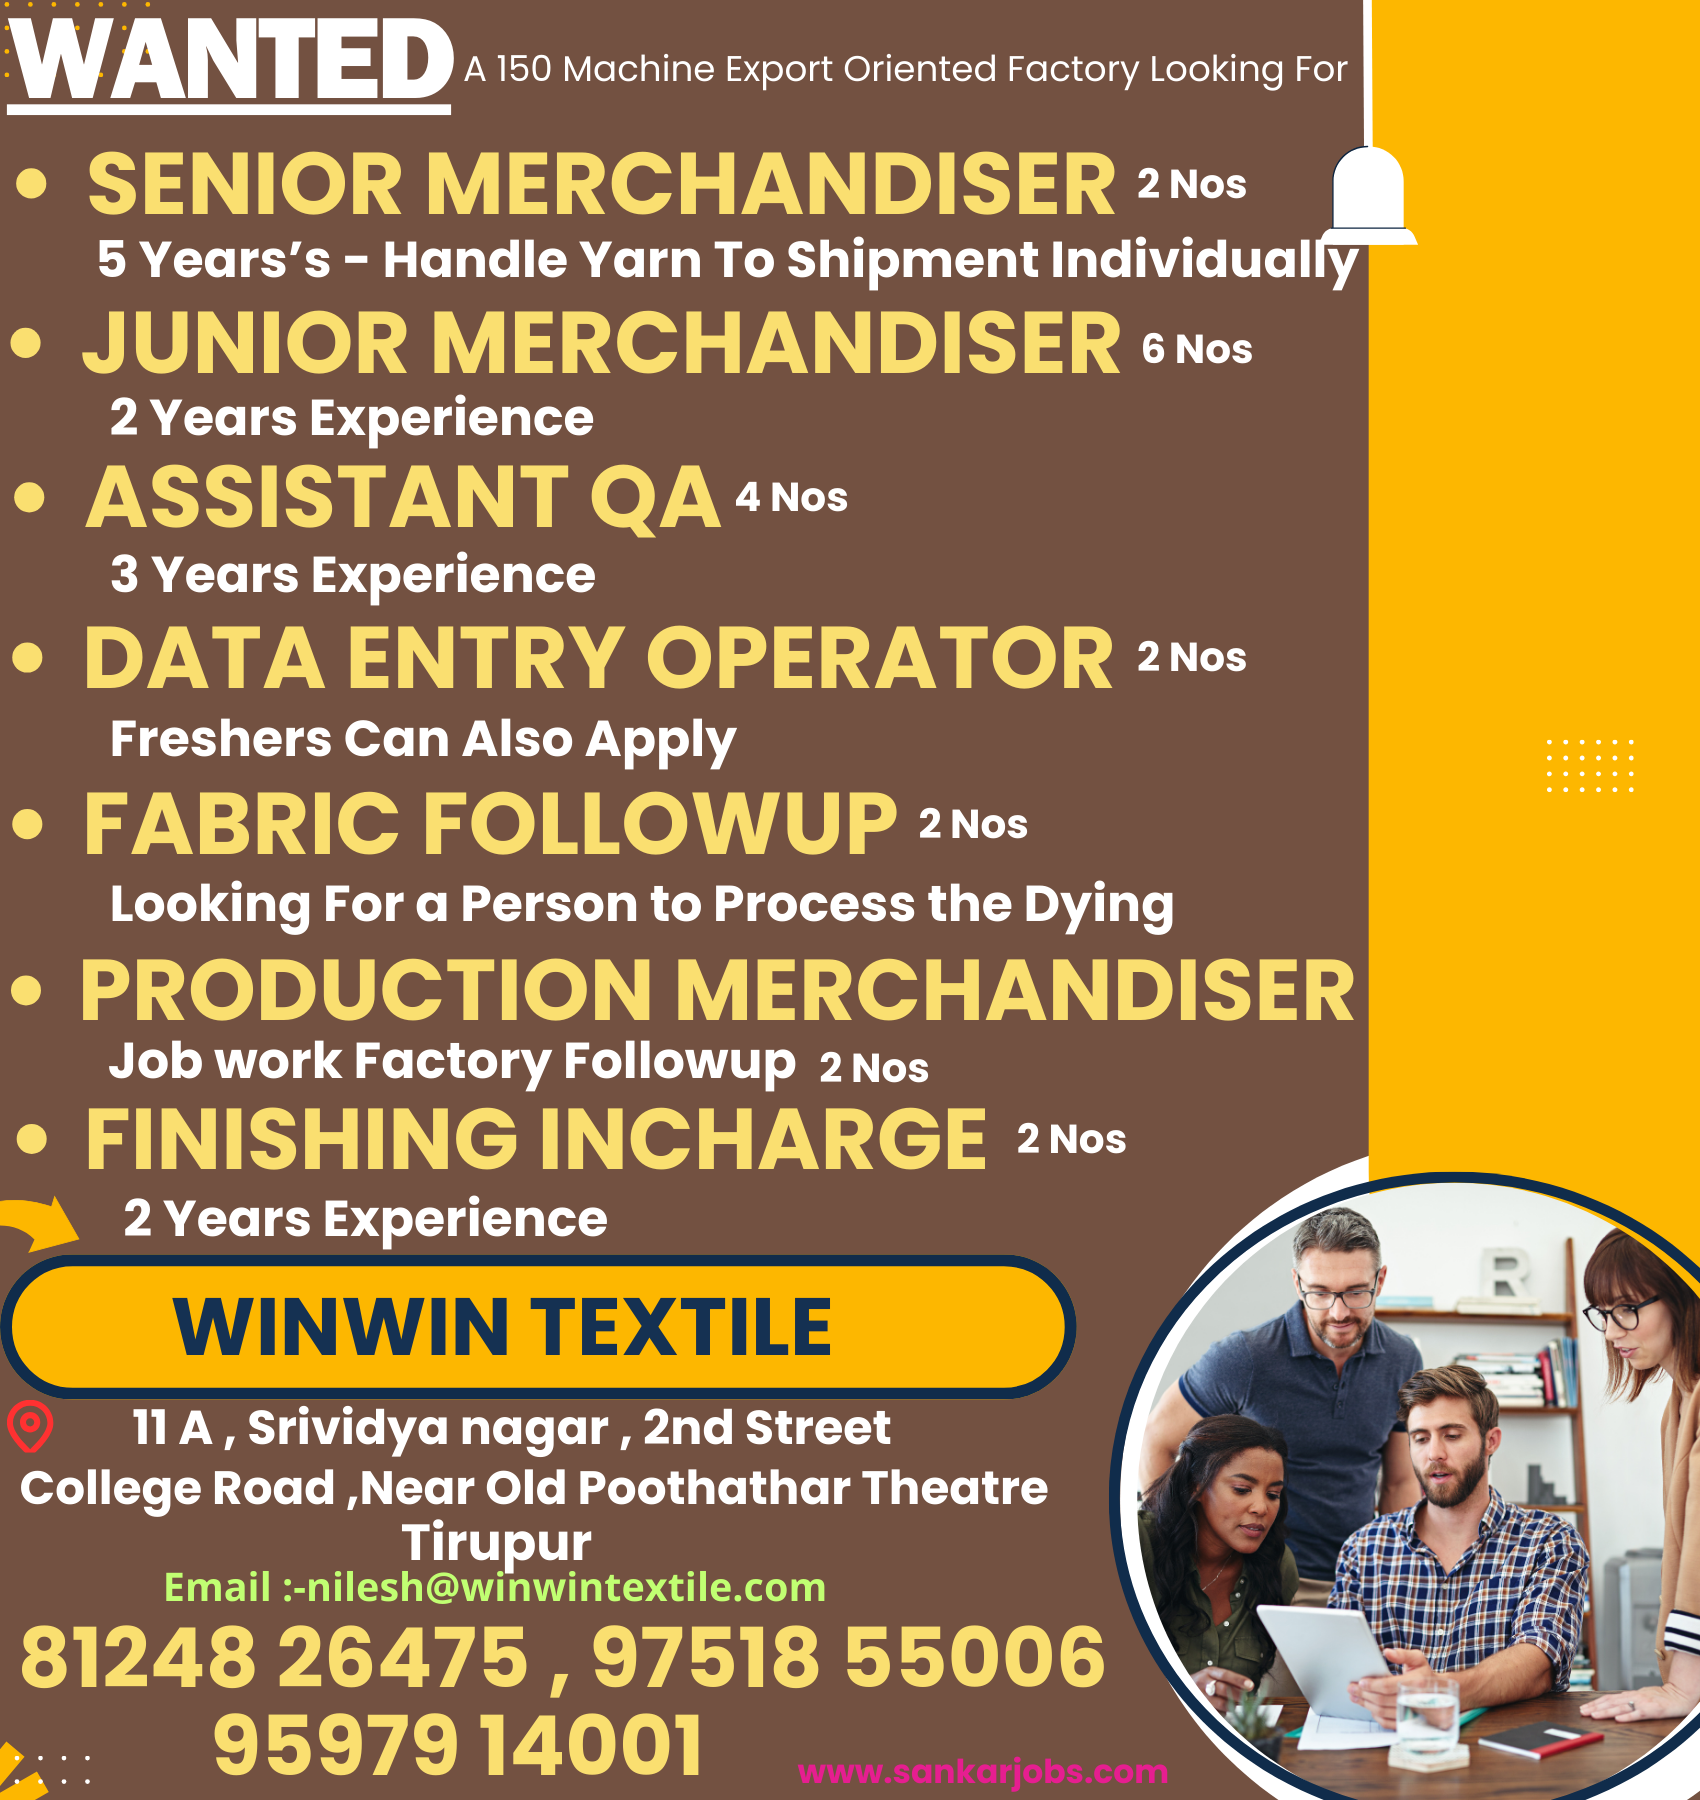 WANTED A 150 Machine Export Oriented Factory Looking For
• SENIOR MERCHANDISER 2 Nos
5 Years’s - Handle Yarn To Shipment Individually
• JUNIOR MERCHANDISER 6 Nos
2 Years Experience
• ASSISTANT QA 4 Nos
3 Years Experience
• DATA ENTRY OPERATOR 2 Nos
Freshers Can Also Apply
• FABRIC FOLLOWUP 2 Nos
Looking For a Person to Process the Dying
• PRODUCTION MERCHANDISER
Job work Factory Followup 2 Nos
• FINISHING INCHARGE 2 Nos
2 Years Experience
WINWIN TEXTILE
11 A , Srividya nagar , 2nd Street
College Road ,Near Old Poothathar Theatre
Tirupur
Email :-nilesh@winwintextile.com
81248 26475 , 97518 55006
95979 14001
www.sankarjobs.com
R